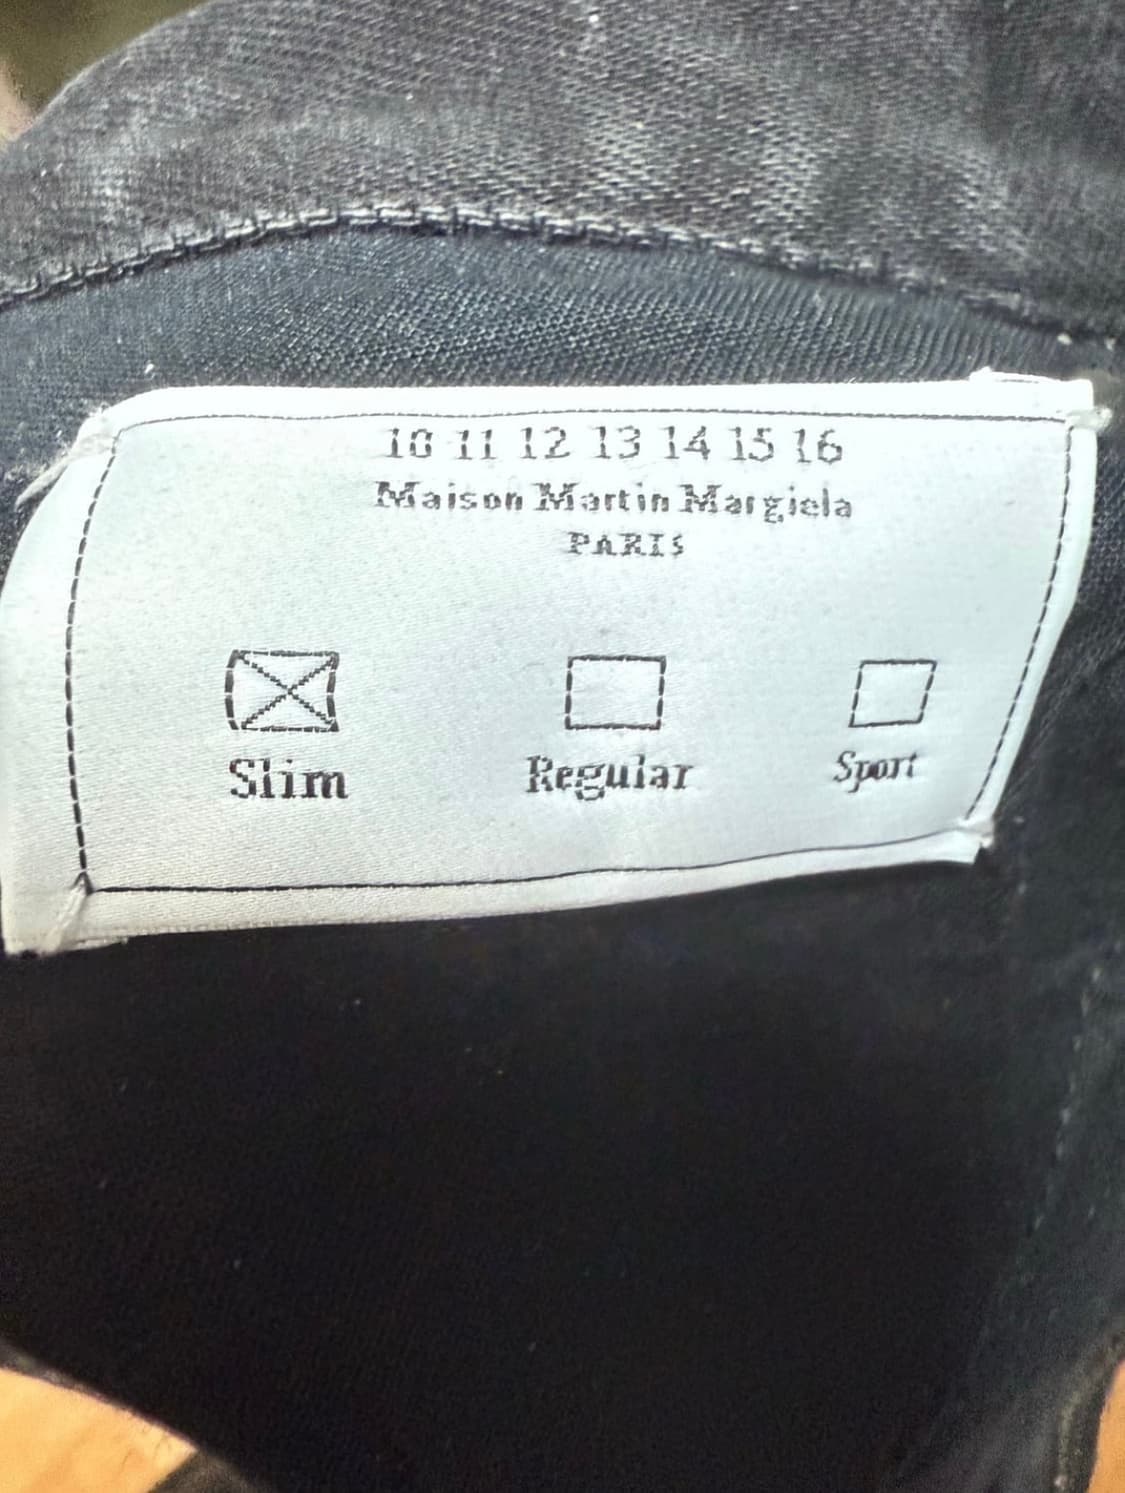 10 11 12 13 14 15 16
Maison Martin Margiela
PARIS
Slim Regular Sport